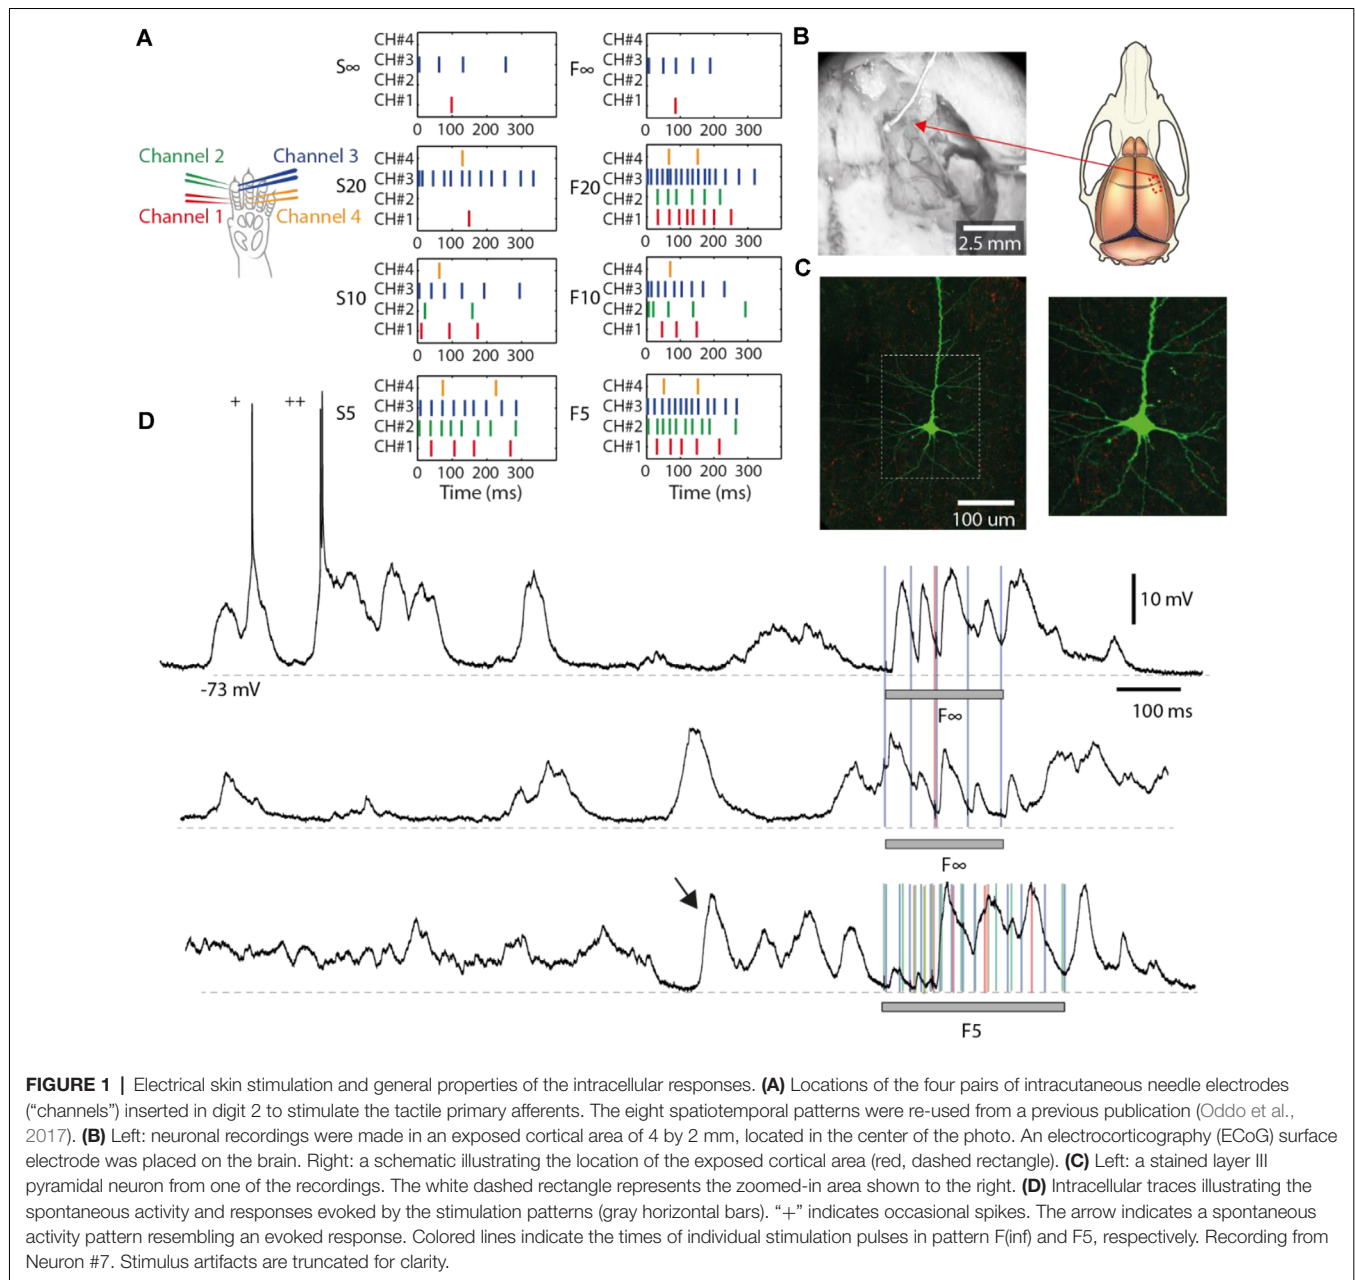 A
B
C
D
S∞
CH#4
CH#3
CH#2
CH#1
0 100 200 300
F∞
CH#4
CH#3
CH#2
CH#1
0 100 200 300
Channel 2
Channel 3
Channel 1
Channel 4
S20
CH#4
CH#3
CH#2
CH#1
0 100 200 300
F20
CH#4
CH#3
CH#2
CH#1
0 100 200 300
S10
CH#4
CH#3
CH#2
CH#1
0 100 200 300
F10
CH#4
CH#3
CH#2
CH#1
0 100 200 300
S5
CH#4
CH#3
CH#2
CH#1
0 100 200 300
Time (ms)
F5
CH#4
CH#3
CH#2
CH#1
0 100 200 300
Time (ms)
2.5 mm
100 um
+ ++
10 mV
-73 mV
100 ms
F∞
F∞
F5
FIGURE 1 | Electrical skin stimulation and general properties of the intracellular responses. (A) Locations of the four pairs of intracutaneous needle electrodes
(“channels”) inserted in digit 2 to stimulate the tactile primary afferents. The eight spatiotemporal patterns were re-used from a previous publication (Oddo et al.,
2017). (B) Left: neuronal recordings were made in an exposed cortical area of 4 by 2 mm, located in the center of the photo. An electrocorticography (ECoG) surface
electrode was placed on the brain. Right: a schematic illustrating the location of the exposed cortical area (red, dashed rectangle). (C) Left: a stained layer III
pyramidal neuron from one of the recordings. The white dashed rectangle represents the zoomed-in area shown to the right. (D) Intracellular traces illustrating the
spontaneous activity and responses evoked by the stimulation patterns (gray horizontal bars). “+” indicates occasional spikes. The arrow indicates a spontaneous
activity pattern resembling an evoked response. Colored lines indicate the times of individual stimulation pulses in pattern F(inf) and F5, respectively. Recording from
Neuron #7. Stimulus artifacts are truncated for clarity.